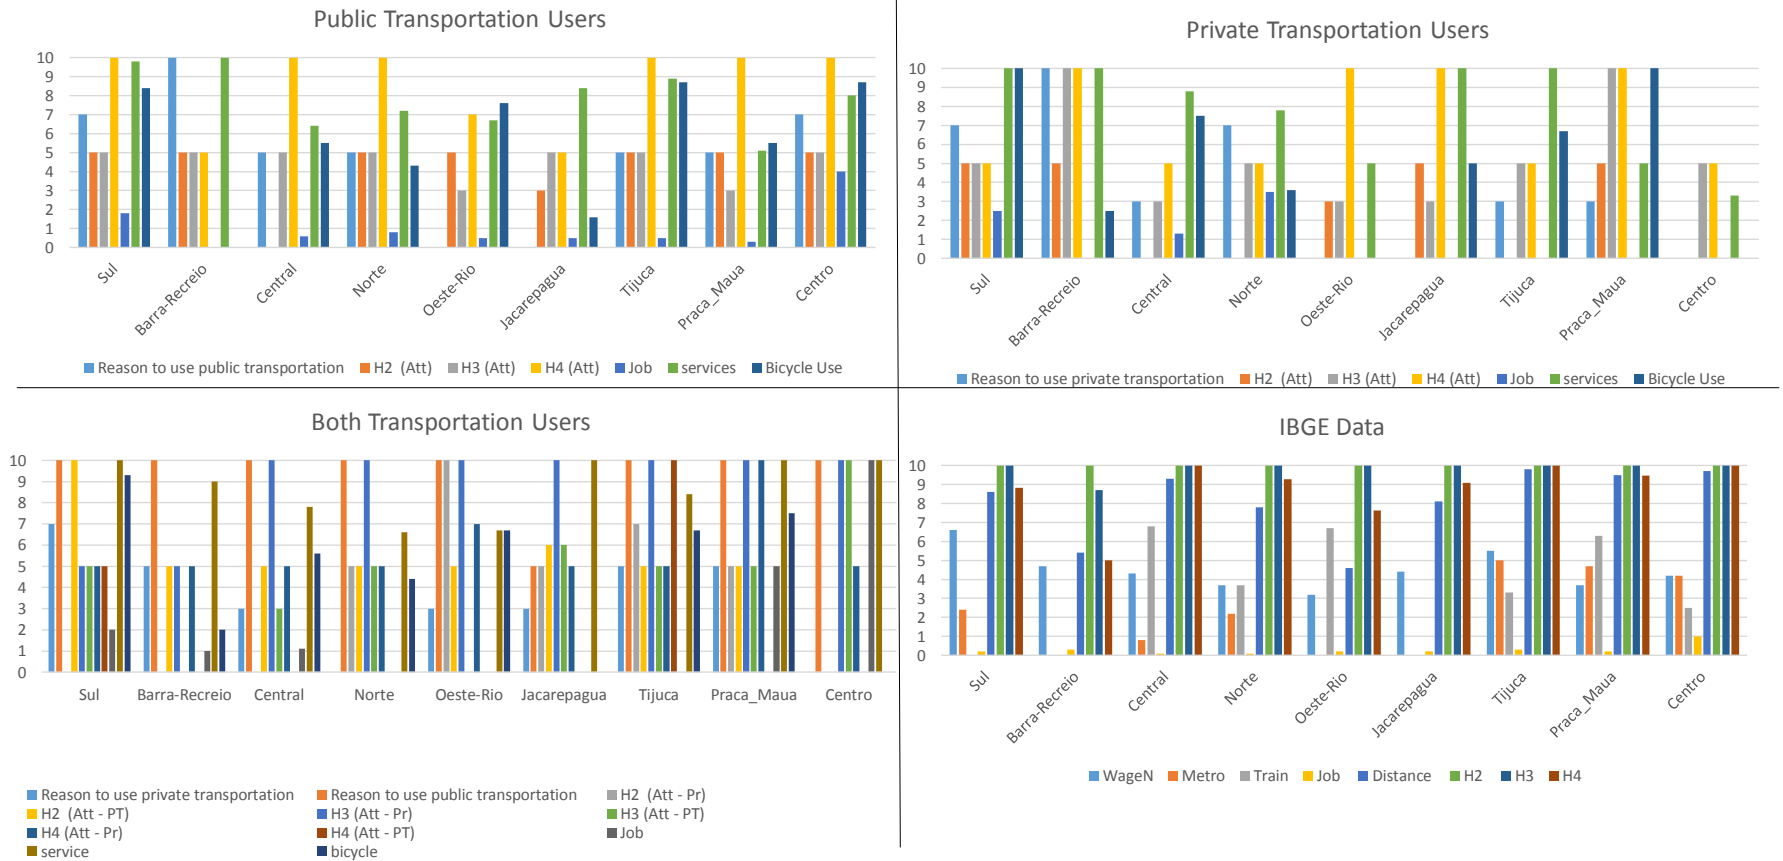 Public Transportation Users
10
9
8
7
6
5
4
3
2
1
0
Sul
Barra-Recreio
Central
Norte
Oeste-Rio
Jacarepagua
Tijuca
Praca_Maua
Centro
Reason to use public transportation H2 (Att) H3 (Att) H4 (Att) Job services Bicycle Use
Private Transportation Users
10
9
8
7
6
5
4
3
2
1
0
Sul
Barra-Recreio
Central
Norte
Oeste-Rio
Jacarepagua
Tijuca
Praca_Maua
Centro
Reason to use private transportation H2 (Att) H3 (Att) H4 (Att) Job services Bicycle Use
Both Transportation Users
10
9
8
7
6
5
4
3
2
1
0
Sul Barra-Recreio Central Norte Oeste-Rio Jacarepagua Tijuca Praca_Maua Centro
Reason to use private transportation Reason to use public transportation H2 (Att - Pr)
H2 (Att - PT) H3 (Att - Pr) H3 (Att - PT)
H4 (Att - Pr) H4 (Att - PT) Job
service bicycle
IBGE Data
10
9
8
7
6
5
4
3
2
1
0
Sul
Barra-Recreio
Central
Norte
Oeste-Rio
Jacarepagua
Tijuca
Praca_Maua
Centro
WageN Metro Train Job Distance H2 H3 H4